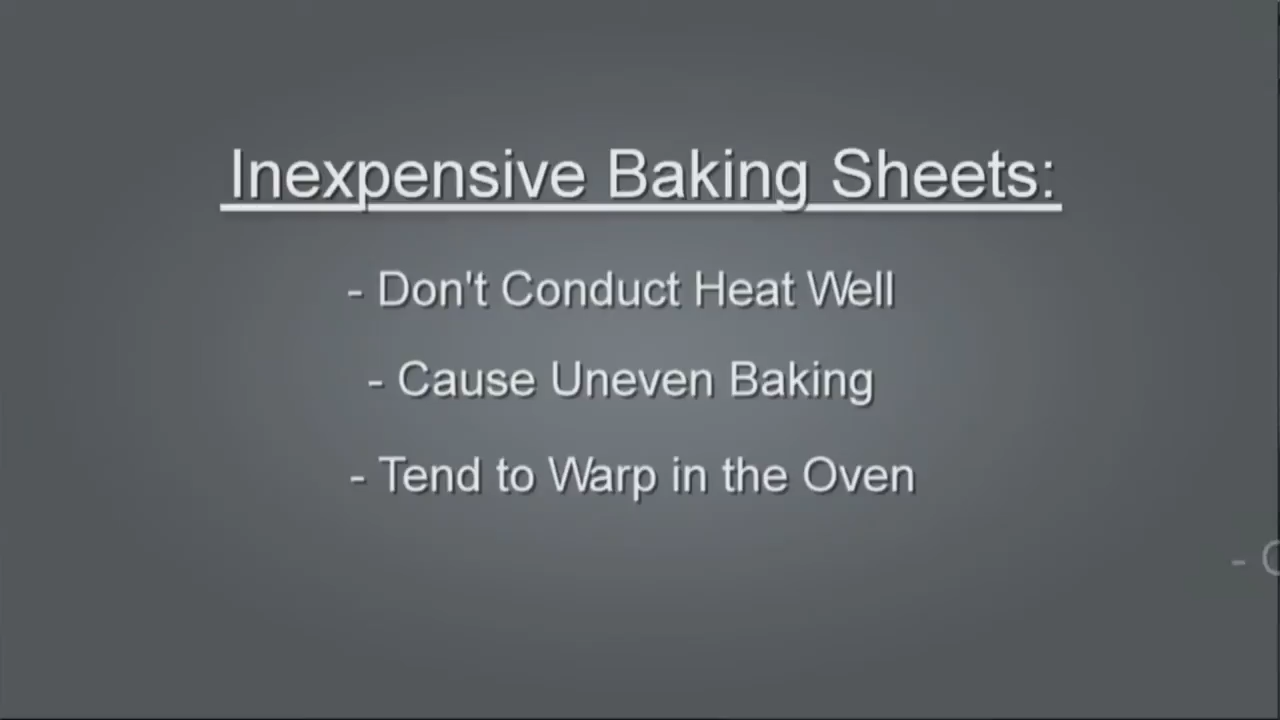 Inexpensive Baking Sheets:
- Don't Conduct Heat Well
- Cause Uneven Baking
- Tend to Warp in the Oven
-